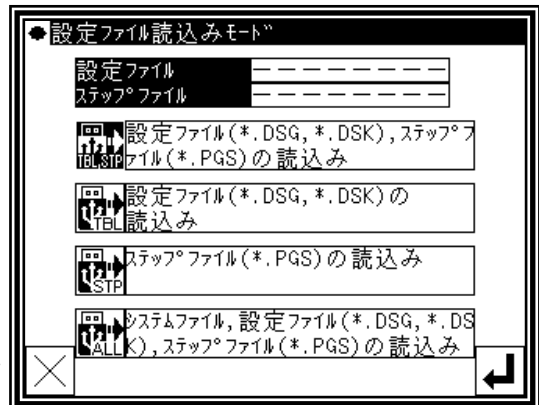 ●設定ﾌｧｲﾙ読込みﾓｰﾄﾞ
設定ﾌｧｲﾙ －－－－－－－－
ｽﾃｯﾌﾟﾌｧｲﾙ －－－－－－－－
TBL STP
設定ﾌｧｲﾙ(*.DSG,*.DSK),ｽﾃｯﾌﾟﾌ
ｧｲﾙ(*.PGS)の読込み
TBL
設定ﾌｧｲﾙ(*.DSG,*.DSK)の
読込み
STP
ｽﾃｯﾌﾟﾌｧｲﾙ(*.PGS)の読込み
ALL
ｼｽﾃﾑﾌｧｲﾙ,設定ﾌｧｲﾙ(*.DSG,*.DS
K),ｽﾃｯﾌﾟﾌｧｲﾙ(*.PGS)の読込み